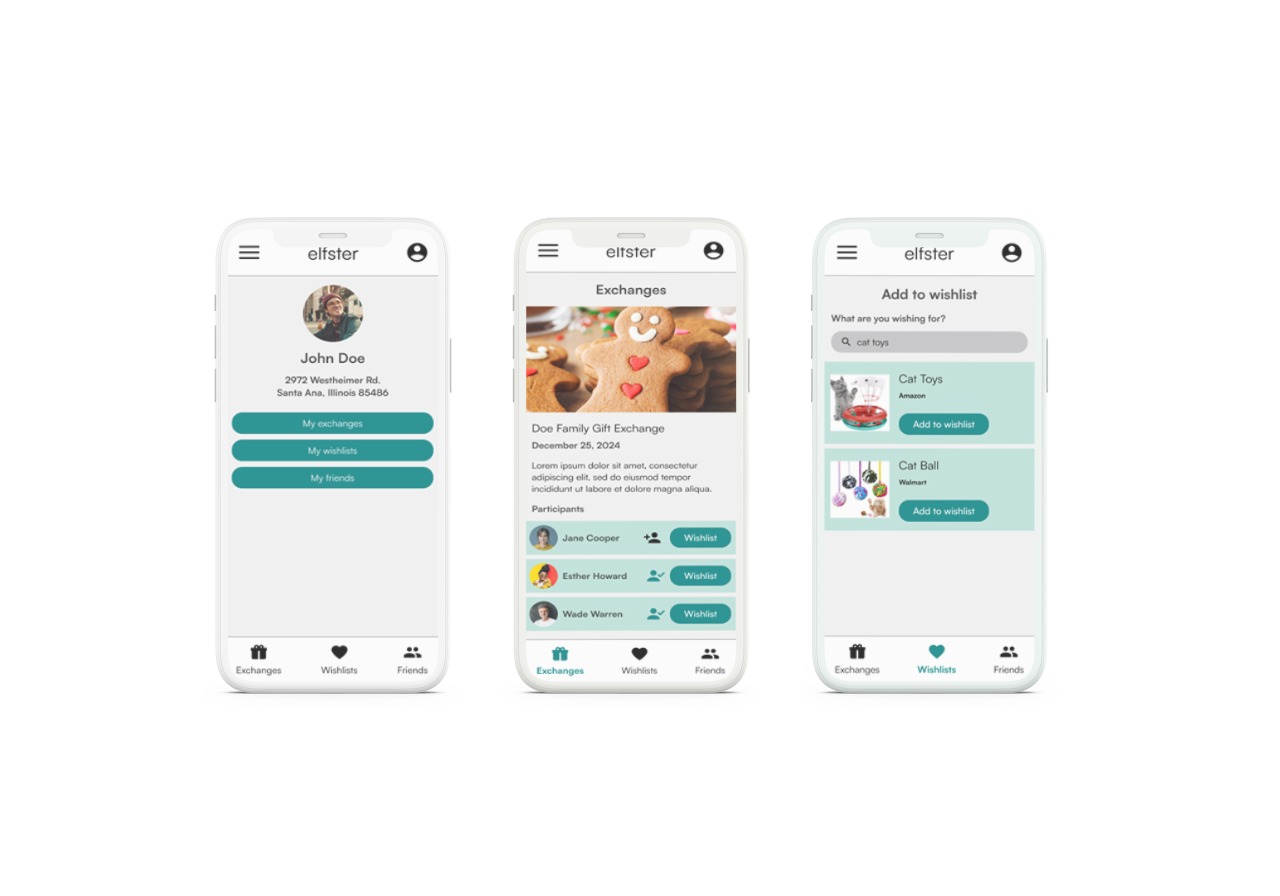 elfster
John Doe
2972 Westheimer Rd.
Santa Ana, Illinois 85486
My exchanges
My wishlists
My friends
Exchanges Wishlists Friends
elfster
Exchanges
Doe Family Gift Exchange
December 25, 2024
Lorem ipsum dolor sit amet, consectetur
adipiscing elit, sed do eiusmod tempor
incididunt ut labore et dolore magna aliqua.
Participants
Jane Cooper Wishlist
Esther Howard Wishlist
Wade Warren Wishlist
Exchanges Wishlists Friends
elfster
Add to wishlist
What are you wishing for?
cat toys
Cat Toys
Amazon
Add to wishlist
Cat Ball
Walmart
Add to wishlist
Exchanges Wishlists Friends